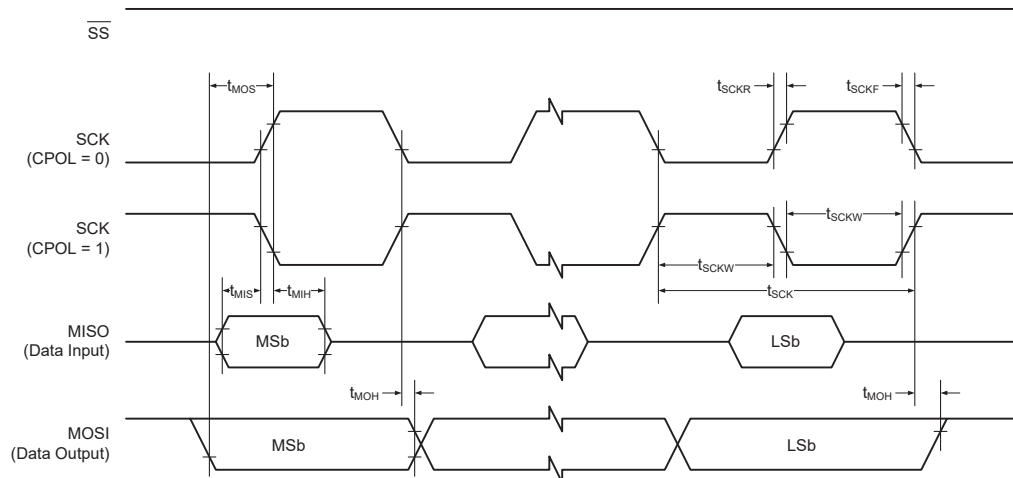 SS
tMOS
tSCKR
tSCKF
SCK
(CPOL = 0)
SCK
(CPOL = 1)
tSCKW
tSCKW
tSCK
tMIS
tMIH
MISO
(Data Input)
MSb
LSb
tMOH
tMOH
MOSI
(Data Output)
MSb
LSb